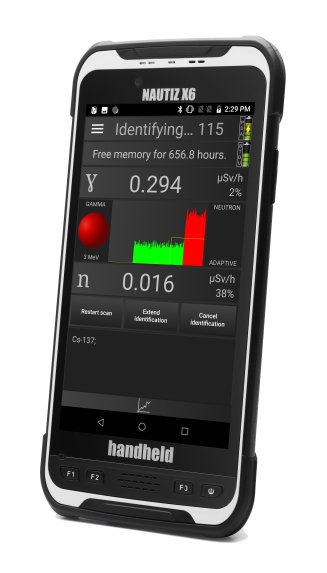 NAUTIZ X6
2:29 PM
Identifying... 115
Free memory for 656.8 hours.
γ 0.294 μSv/h
2%
GAMMA
NEUTRON
3 MeV
ADAPTIVE
n 0.016 μSv/h
38%
Restart scan
Extend
identification
Cancel
identification
Cs-137;
handheld
F1 F2 F3